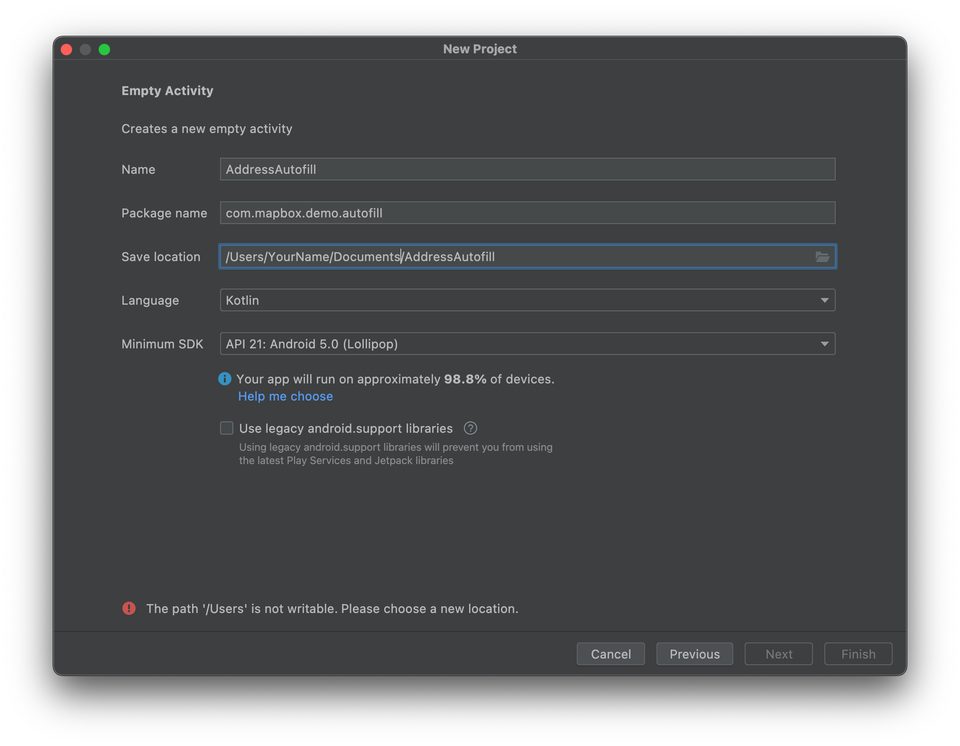 New Project
Empty Activity
Creates a new empty activity
Name AddressAutofill
Package name com.mapbox.demo.autofill
Save location /Users/YourName/Documents/AddressAutofill
Language Kotlin
Minimum SDK API 21: Android 5.0 (Lollipop)
Your app will run on approximately 98.8% of devices.
Help me choose
Use legacy android.support libraries ?
Using legacy android.support libraries will prevent you from using
the latest Play Services and Jetpack libraries
The path '/Users' is not writable. Please choose a new location.
Cancel Previous Next Finish